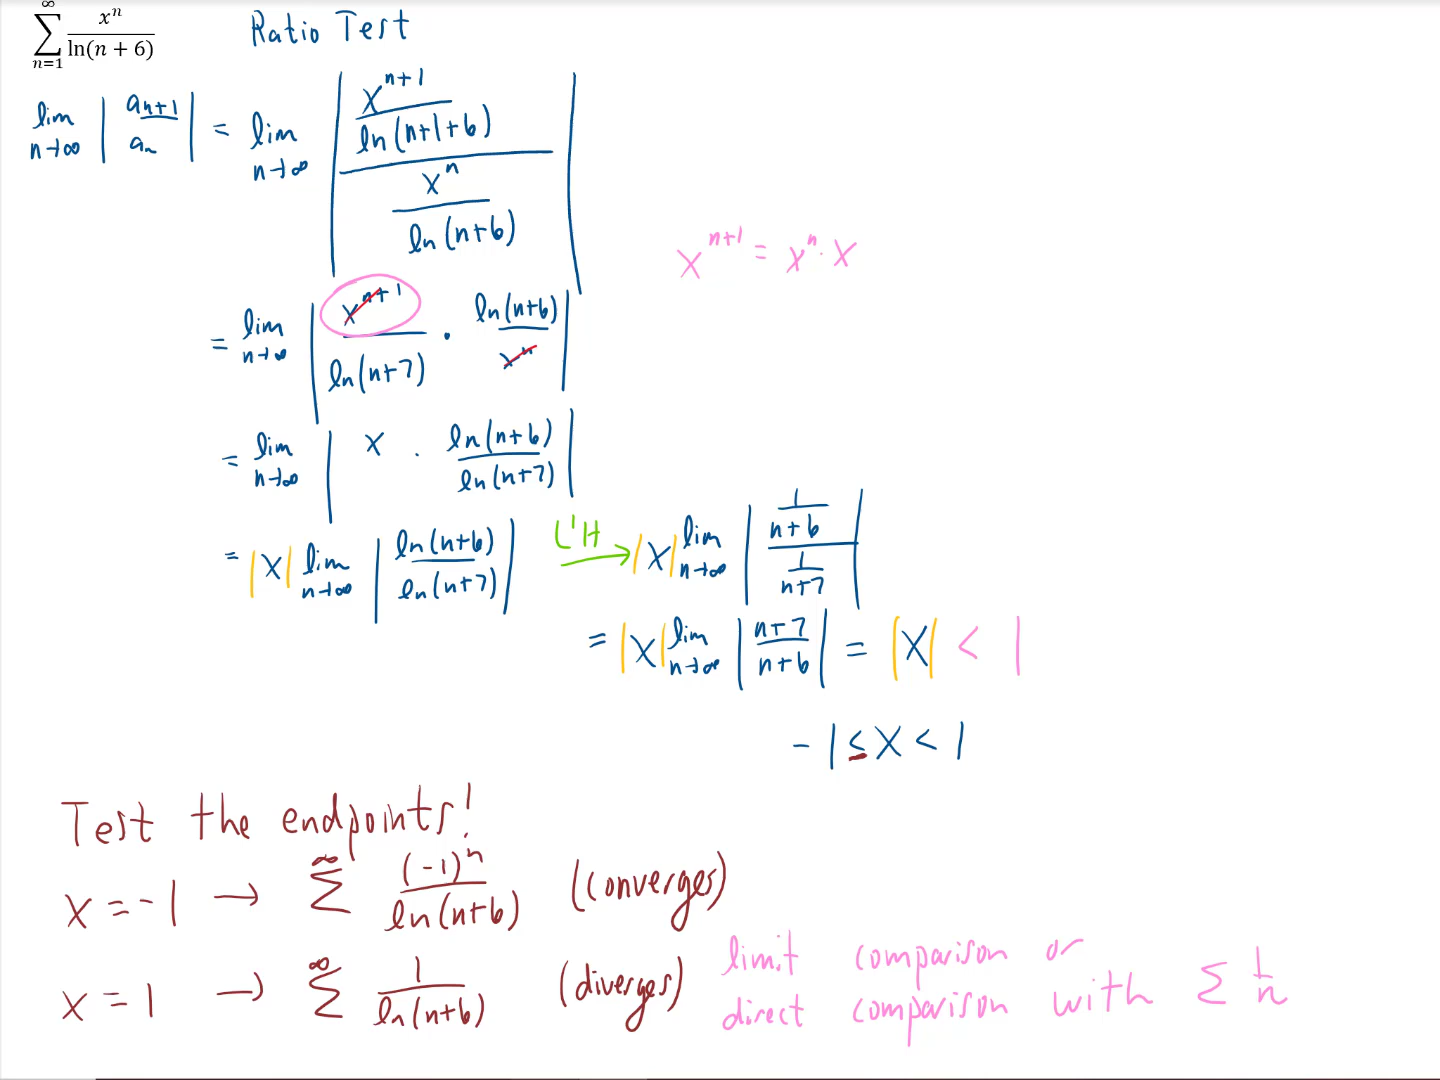 ∑_{n=1}^{∞} x^n / ln(n + 6)    Ratio Test
lim_{n→∞} | a_{n+1} / a_n | = lim_{n→∞} | (x^{n+1} / ln(n+1+6)) / (x^n / ln(n+6)) |
x^{n+1} = x^n · x
= lim_{n→∞} | x^{n+1} / ln(n+7) · ln(n+6) / x^n |
= lim_{n→∞} | x · ln(n+6) / ln(n+7) |
= |x| lim_{n→∞} | ln(n+6) / ln(n+7) | L'H → |x| lim_{n→∞} | (1 / (n+6)) / (1 / (n+7)) |
= |x| lim_{n→∞} | (n+7) / (n+6) | = |x| < 1
-1 ≤ x < 1
Test the endpoints!
x = -1 → ∑^{∞} (-1)^n / ln(n+6) (converges)
x = 1 → ∑^{∞} 1 / ln(n+6) (diverges) limit comparison or
direct comparison with ∑ 1/n